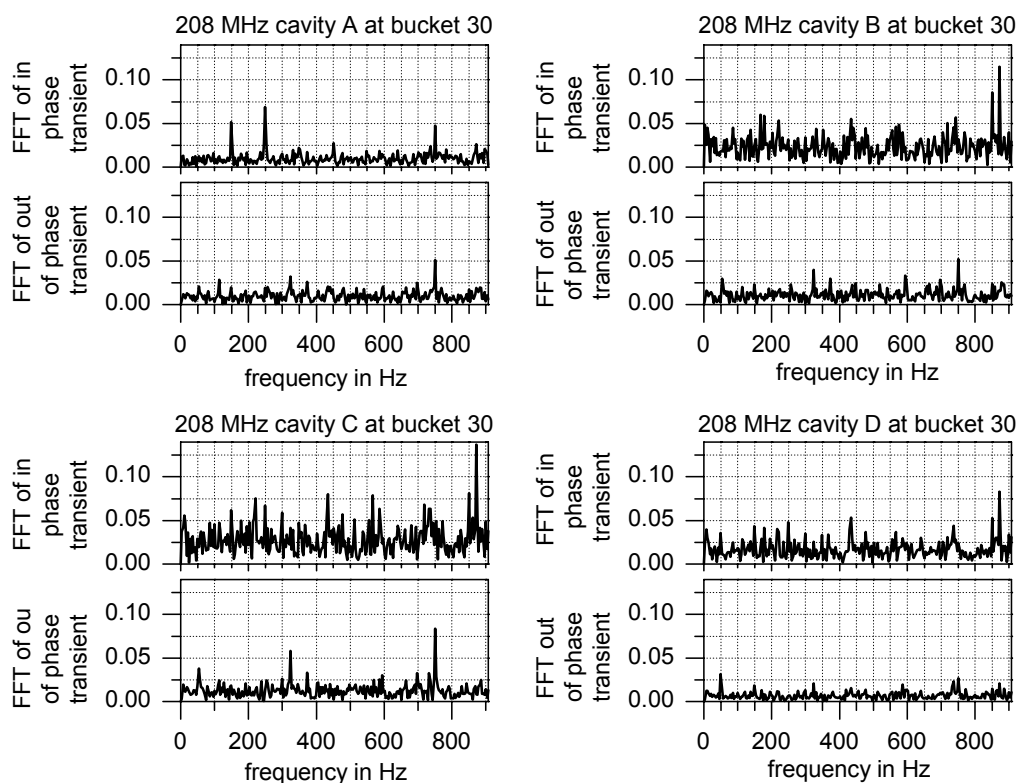 208 MHz cavity A at bucket 30
FFT of in
phase
transient
0.10
0.05
0.00
FFT of out
of phase
transient
0.10
0.05
0.00
0 200 400 600 800
frequency in Hz
208 MHz cavity B at bucket 30
FFT of in
phase
transient
0.10
0.05
0.00
FFT of out
of phase
transient
0.10
0.05
0.00
0 200 400 600 800
frequency in Hz
208 MHz cavity C at bucket 30
FFT of in
phase
transient
0.10
0.05
0.00
FFT of ou
of phase
transient
0.10
0.05
0.00
0 200 400 600 800
frequency in Hz
208 MHz cavity D at bucket 30
FFT of in
phase
transient
0.10
0.05
0.00
FFT out
of phase
transient
0.10
0.05
0.00
0 200 400 600 800
frequency in Hz